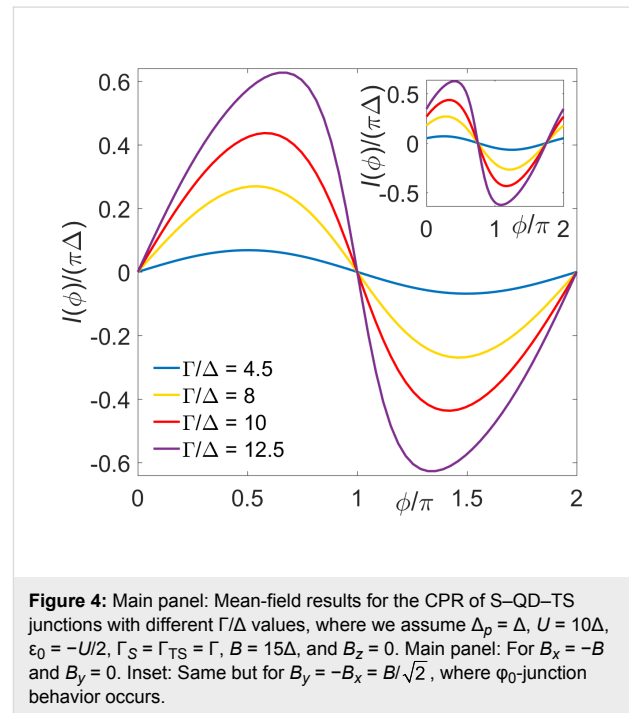 0.6
0.4
0.2
0
-0.2
-0.4
-0.6
I(ϕ)/(πΔ)
0 0.5 1 1.5 2
ϕ/π
Γ/Δ = 4.5
Γ/Δ = 8
Γ/Δ = 10
Γ/Δ = 12.5
0.5
0
-0.5
I(ϕ)/(πΔ)
0 1 2
ϕ/π
Figure 4: Main panel: Mean-field results for the CPR of S–QD–TS
junctions with different Γ/Δ values, where we assume Δp = Δ, U = 10Δ,
ε0 = −U/2, ΓS = ΓTS = Γ, B = 15Δ, and Bz = 0. Main panel: For Bx = −B
and By = 0. Inset: Same but for By = −Bx = B/√2 , where φ0-junction
behavior occurs.